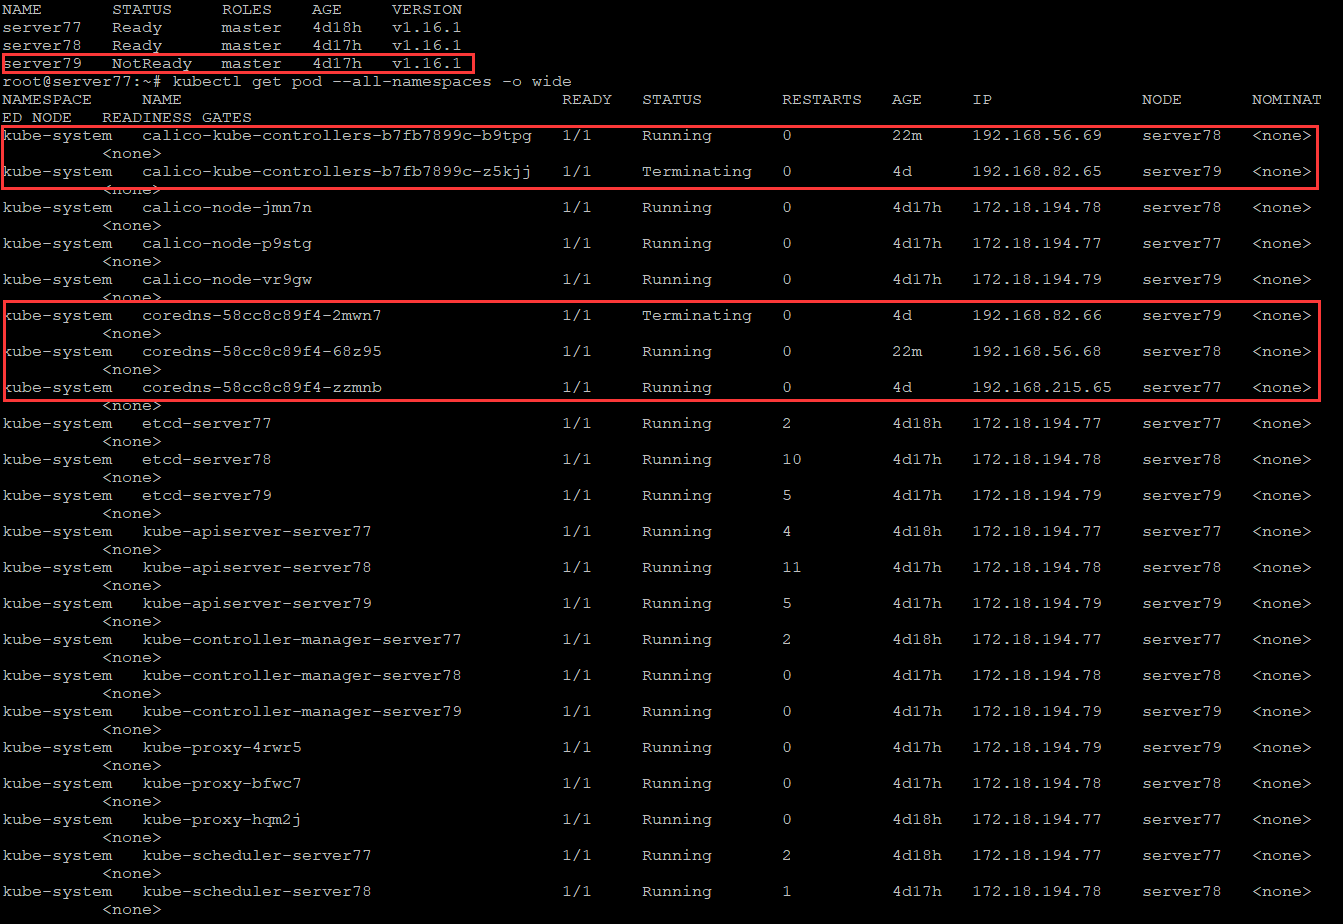 NAME STATUS ROLES AGE VERSION
server77 Ready master 4d18h v1.16.1
server78 Ready master 4d17h v1.16.1
server79 NotReady master 4d17h v1.16.1
root@server77:~# kubectl get pod --all-namespaces -o wide
NAMESPACE NAME READY STATUS RESTARTS AGE IP NODE NOMINAT
ED NODE READINESS GATES
kube-system calico-kube-controllers-b7fb7899c-b9tpg 1/1 Running 0 22m 192.168.56.69 server78 <none>
<none>
kube-system calico-kube-controllers-b7fb7899c-z5kjj 1/1 Terminating 0 4d 192.168.82.65 server79 <none>
<none>
kube-system calico-node-jmn7n 1/1 Running 0 4d17h 172.18.194.78 server78 <none>
<none>
kube-system calico-node-p9stg 1/1 Running 0 4d17h 172.18.194.77 server77 <none>
<none>
kube-system calico-node-vr9gw 1/1 Running 0 4d17h 172.18.194.79 server79 <none>
<none>
kube-system coredns-58cc8c89f4-2mwn7 1/1 Terminating 0 4d 192.168.82.66 server79 <none>
<none>
kube-system coredns-58cc8c89f4-68z95 1/1 Running 0 22m 192.168.56.68 server78 <none>
<none>
kube-system coredns-58cc8c89f4-zzmnb 1/1 Running 0 4d 192.168.215.65 server77 <none>
<none>
kube-system etcd-server77 1/1 Running 2 4d18h 172.18.194.77 server77 <none>
<none>
kube-system etcd-server78 1/1 Running 10 4d17h 172.18.194.78 server78 <none>
<none>
kube-system etcd-server79 1/1 Running 5 4d17h 172.18.194.79 server79 <none>
<none>
kube-system kube-apiserver-server77 1/1 Running 4 4d18h 172.18.194.77 server77 <none>
<none>
kube-system kube-apiserver-server78 1/1 Running 11 4d17h 172.18.194.78 server78 <none>
<none>
kube-system kube-apiserver-server79 1/1 Running 5 4d17h 172.18.194.79 server79 <none>
<none>
kube-system kube-controller-manager-server77 1/1 Running 2 4d18h 172.18.194.77 server77 <none>
<none>
kube-system kube-controller-manager-server78 1/1 Running 0 4d17h 172.18.194.78 server78 <none>
<none>
kube-system kube-controller-manager-server79 1/1 Running 0 4d17h 172.18.194.79 server79 <none>
<none>
kube-system kube-proxy-4rwr5 1/1 Running 0 4d17h 172.18.194.79 server79 <none>
<none>
kube-system kube-proxy-bfwc7 1/1 Running 0 4d17h 172.18.194.78 server78 <none>
<none>
kube-system kube-proxy-hqm2j 1/1 Running 0 4d18h 172.18.194.77 server77 <none>
<none>
kube-system kube-scheduler-server77 1/1 Running 2 4d18h 172.18.194.77 server77 <none>
<none>
kube-system kube-scheduler-server78 1/1 Running 1 4d17h 172.18.194.78 server78 <none>
<none>